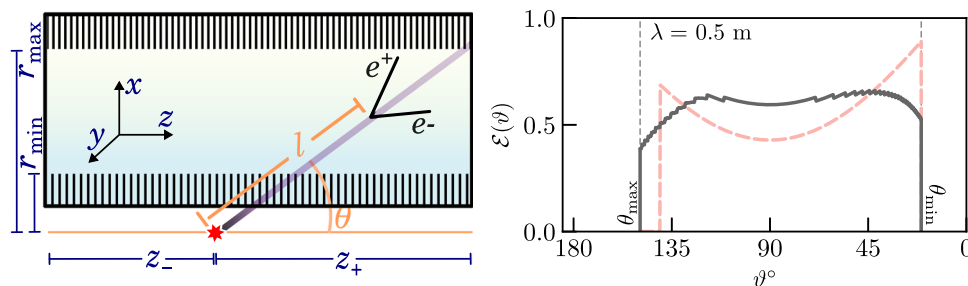 r_max
r_min
x
y
z
e+
e-
l
θ
z_-
z_+
1.0
0.5
0.0
ℰ(ϑ)
λ = 0.5 m
θ_max
θ_min
180 135 90 45 0
ϑ°